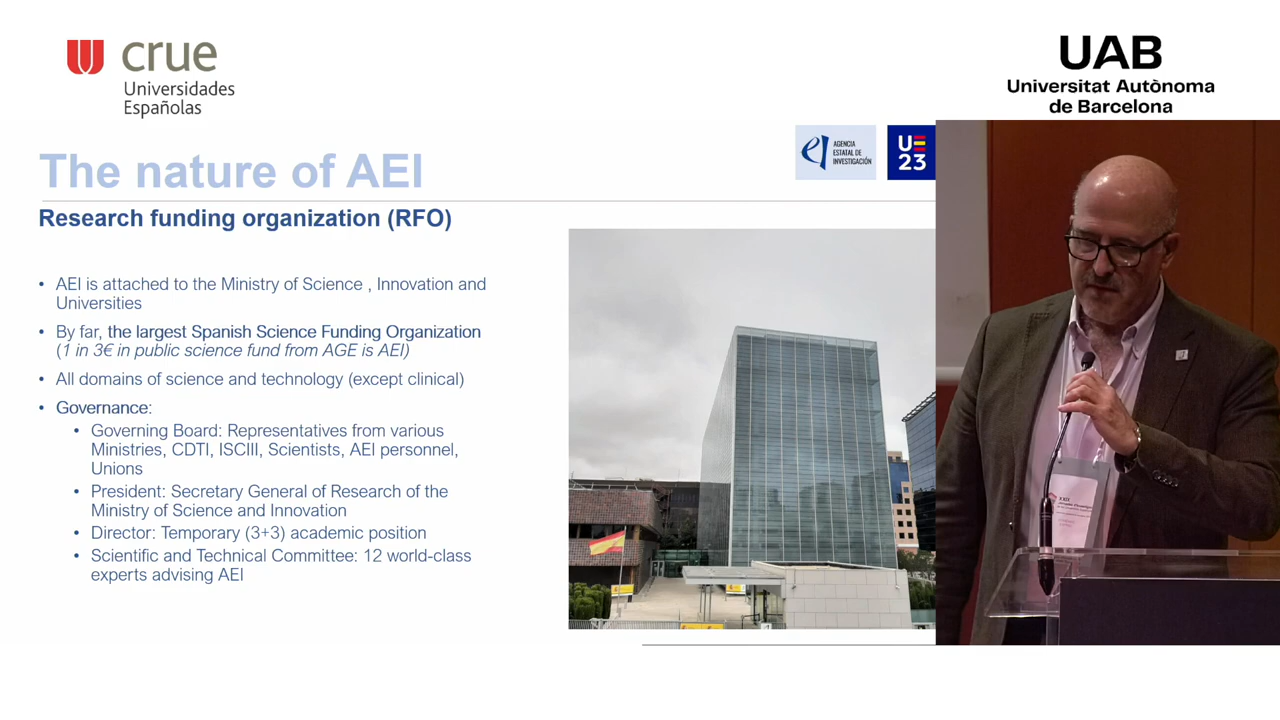 crue
Universidades
Españolas
UAB
Universitat Autònoma
de Barcelona
The nature of AEI
AGENCIA
ESTATAL DE
INVESTIGACIÓN
UE
23
Research funding organization (RFO)
• AEI is attached to the Ministry of Science , Innovation and
Universities
• By far, the largest Spanish Science Funding Organization
(1 in 3€ in public science fund from AGE is AEI)
• All domains of science and technology (except clinical)
• Governance:
• Governing Board: Representatives from various
Ministries, CDTI, ISCIII, Scientists, AEI personnel,
Unions
• President: Secretary General of Research of the
Ministry of Science and Innovation
• Director: Temporary (3+3) academic position
• Scientific and Technical Committee: 12 world-class
experts advising AEI
XXIX